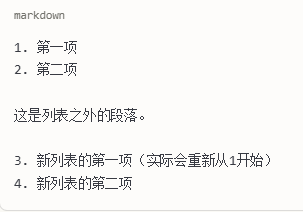 markdown
1. 第一项
2. 第二项
这是列表之外的段落。
3. 新列表的第一项（实际会重新从1开始）
4. 新列表的第二项